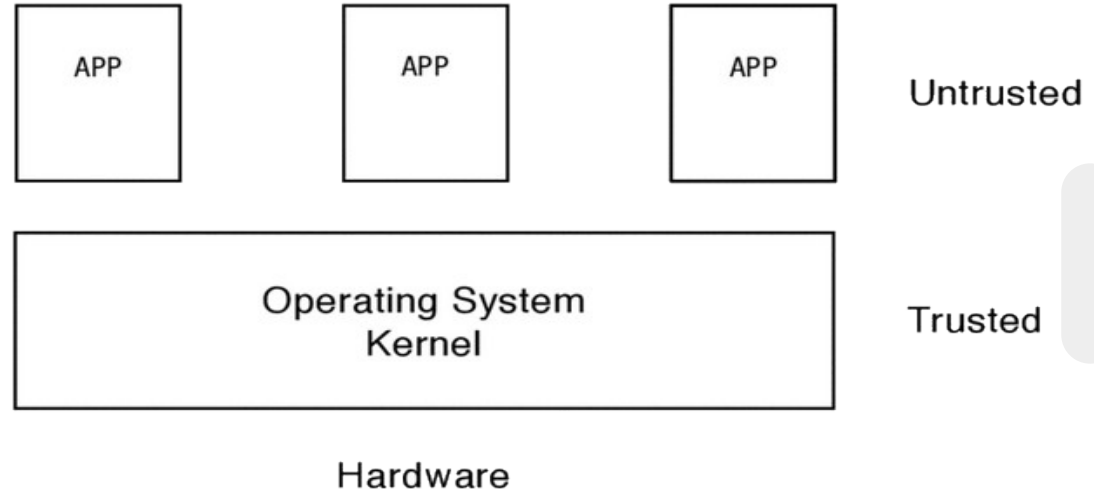 APP
APP
APP
Untrusted
Operating System
Kernel
Trusted
Hardware